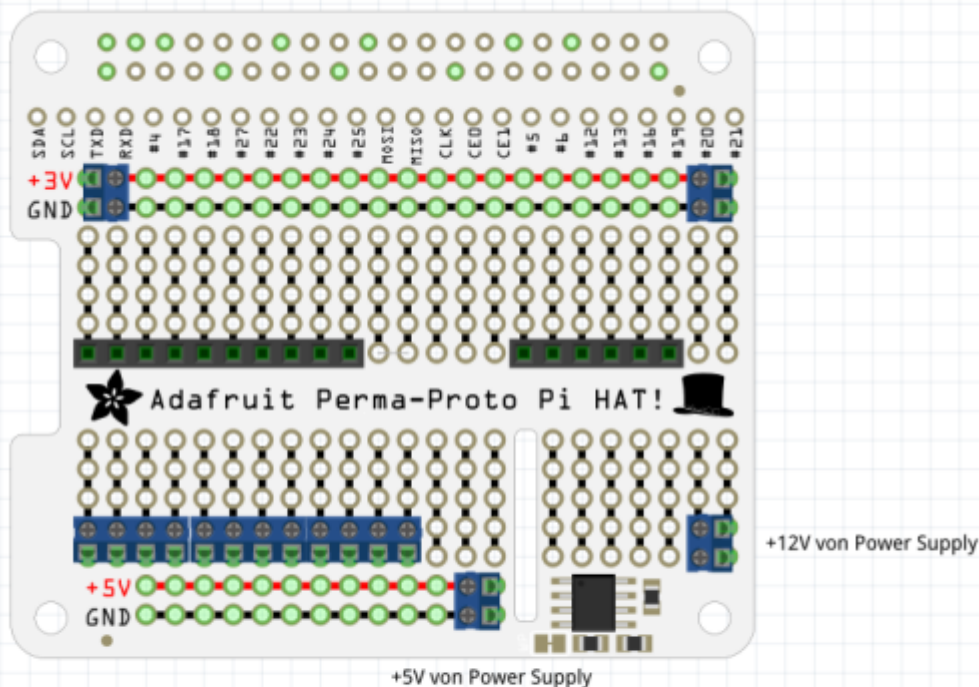 SDA SCL TXD RXD #4 #17 #18 #27 #22 #23 #24 #25 MOSI MISO CLK CE0 CE1 #5 #6 #12 #13 #16 #19 #20 #21
+3V
GND
Adafruit Perma-Proto Pi HAT!
+12V von Power Supply
+5V
GND
+5V von Power Supply